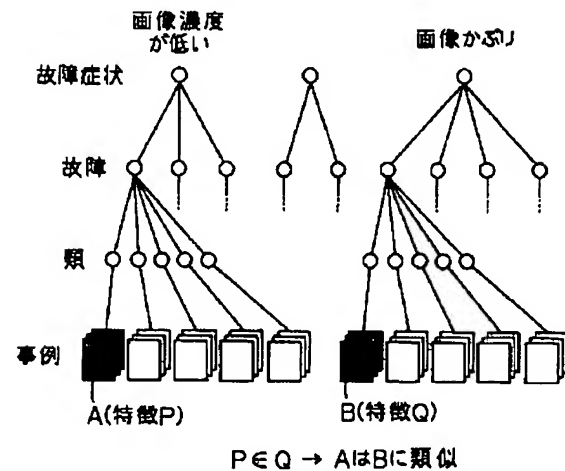 画像濃度
が低い
画像かぶり
故障症状
故障
類
事例
A(特徴P)
B(特徴Q)
P∈Q → AはBに類似